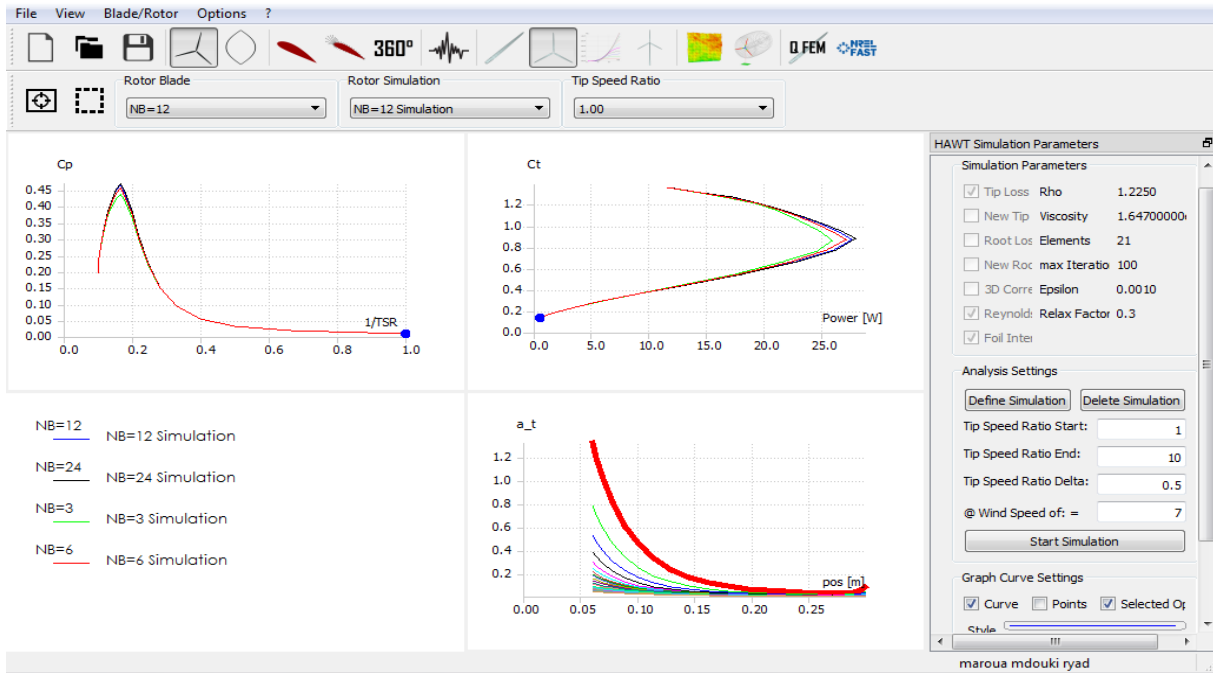 File View Blade/Rotor Options ?
360°
Q FEM
NREL
FAST
Rotor Blade Rotor Simulation Tip Speed Ratio
NB=12 NB=12 Simulation 1.00
Cp
0.45
0.40
0.35
0.30
0.25
0.20
0.15
0.10
0.05
0.00
1/TSR
0.0 0.2 0.4 0.6 0.8 1.0
Ct
1.2
1.0
0.8
0.6
0.4
0.2
0.0
Power [W]
0.0 5.0 10.0 15.0 20.0 25.0
NB=12 NB=12 Simulation
NB=24 NB=24 Simulation
NB=3 NB=3 Simulation
NB=6 NB=6 Simulation
a_t
1.2
1.0
0.8
0.6
0.4
0.2
pos [m]
0.00 0.05 0.10 0.15 0.20 0.25
HAWT Simulation Parameters
Simulation Parameters
Tip Loss Rho 1.2250
New Tip Viscosity 1.64700000
Root Los Elements 21
New Roo max Iteratio 100
3D Corre Epsilon 0.0010
Reynolds Relax Factor 0.3
Foil Inter
Analysis Settings
Define Simulation Delete Simulation
Tip Speed Ratio Start: 1
Tip Speed Ratio End: 10
Tip Speed Ratio Delta: 0.5
@ Wind Speed of: = 7
Start Simulation
Graph Curve Settings
Curve Points Selected Op
Style
maroua mdouki ryad